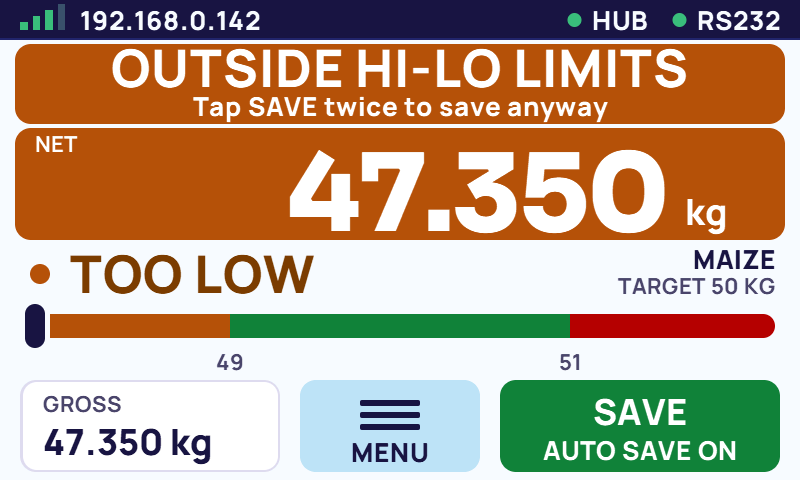 192.168.0.142
HUB
RS232
OUTSIDE HI-LO LIMITS
Tap SAVE twice to save anyway
NET
47.350 kg
TOO LOW
MAIZE
TARGET 50 KG
49
51
GROSS
47.350 kg
MENU
SAVE
AUTO SAVE ON